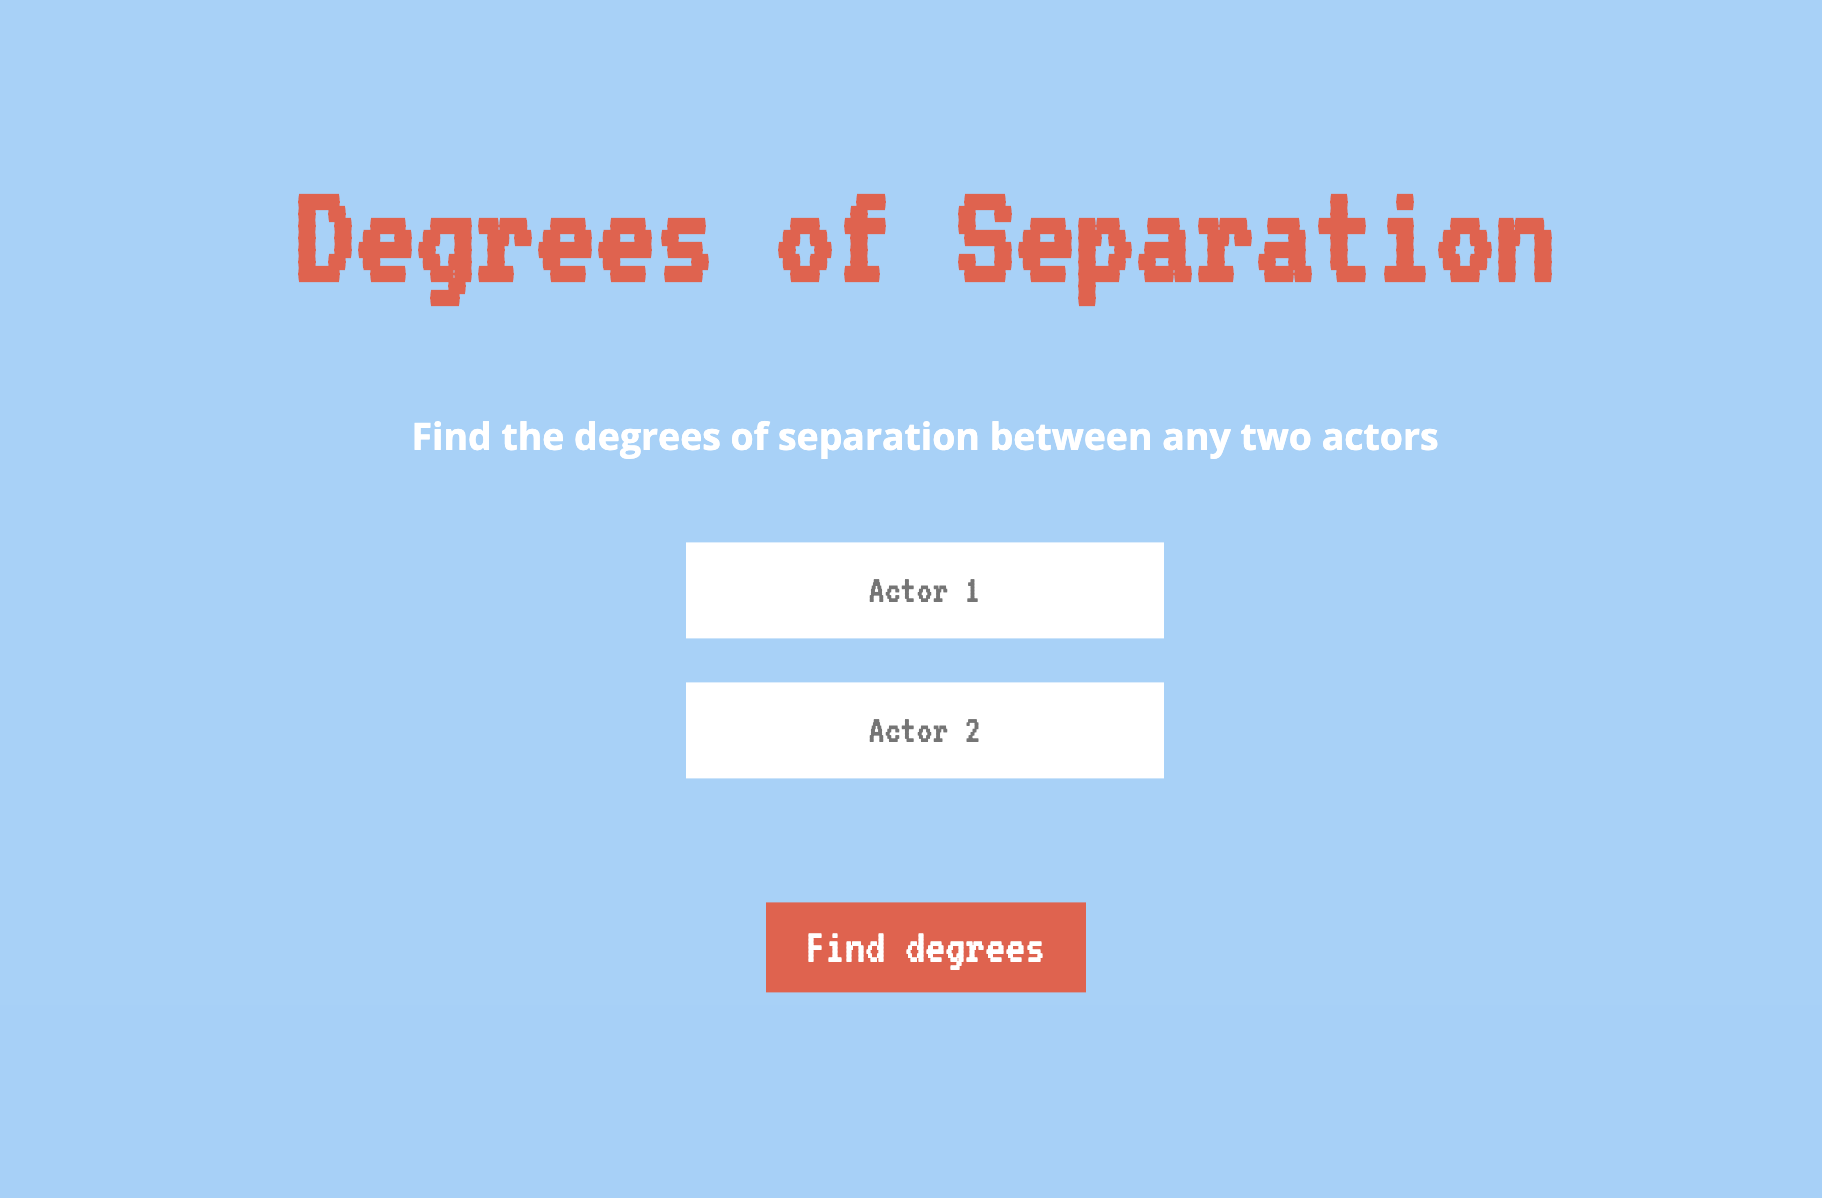 Degrees of Separation
Find the degrees of separation between any two actors
Actor 1
Actor 2
Find degrees